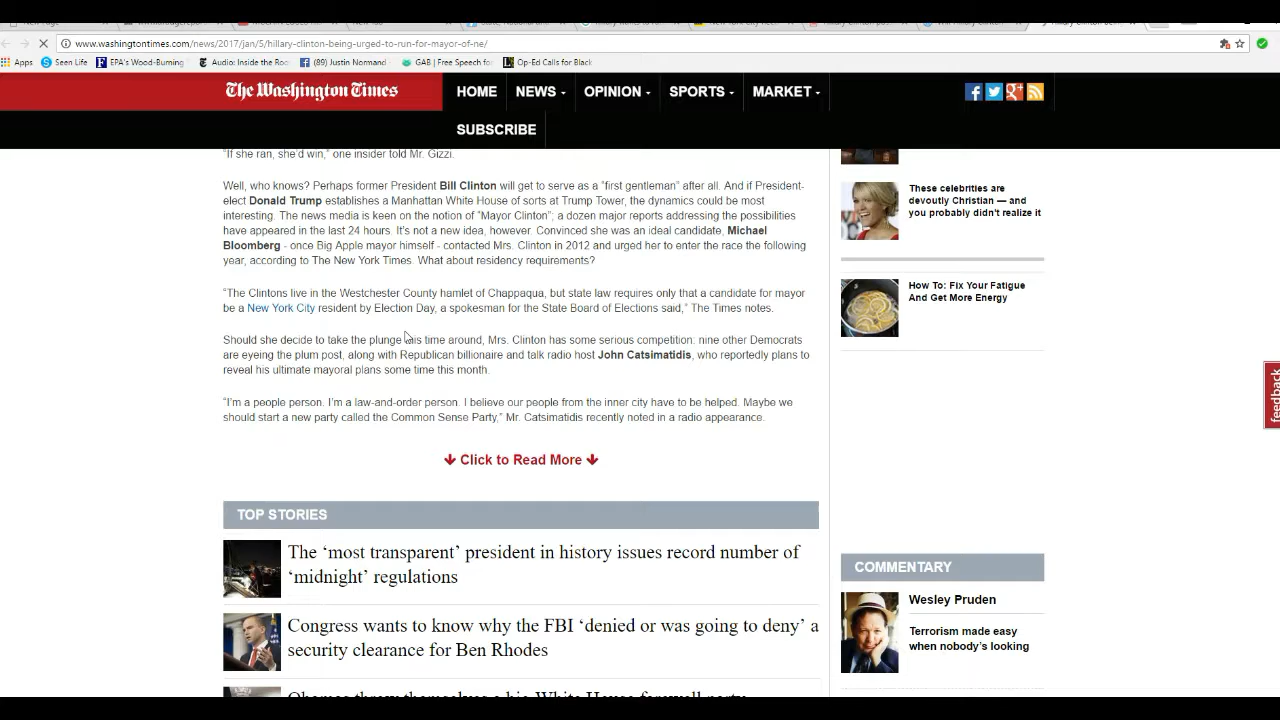 www.washingtontimes.com/news/2017/jan/5/hillary-clinton-being-urged-to-run-for-mayor-of-ne/
Apps Seen Life EPA's Wood-Burning Audio: Inside the Roo (89) Justin Normand GAB | Free Speech fo Op-Ed Calls for Black
The Washington Times
HOME NEWS OPINION SPORTS MARKET
SUBSCRIBE
"If she ran, she'd win," one insider told Mr. Gizzi.
Well, who knows? Perhaps former President Bill Clinton will get to serve as a "first gentleman" after all. And if President-
elect Donald Trump establishes a Manhattan White House of sorts at Trump Tower, the dynamics could be most
interesting. The news media is keen on the notion of "Mayor Clinton"; a dozen major reports addressing the possibilities
have appeared in the last 24 hours. It's not a new idea, however. Convinced she was an ideal candidate, Michael
Bloomberg - once Big Apple mayor himself - contacted Mrs. Clinton in 2012 and urged her to enter the race the following
year, according to The New York Times. What about residency requirements?
"The Clintons live in the Westchester County hamlet of Chappaqua, but state law requires only that a candidate for mayor
be a New York City resident by Election Day, a spokesman for the State Board of Elections said," The Times notes.
Should she decide to take the plunge this time around, Mrs. Clinton has some serious competition: nine other Democrats
are eyeing the plum post, along with Republican billionaire and talk radio host John Catsimatidis, who reportedly plans to
reveal his ultimate mayoral plans some time this month.
"I'm a people person. I'm a law-and-order person. I believe our people from the inner city have to be helped. Maybe we
should start a new party called the Common Sense Party," Mr. Catsimatidis recently noted in a radio appearance.
Click to Read More
TOP STORIES
The 'most transparent' president in history issues record number of
'midnight' regulations
Congress wants to know why the FBI 'denied or was going to deny' a
security clearance for Ben Rhodes
These celebrities are
devoutly Christian — and
you probably didn't realize it
How To: Fix Your Fatigue
And Get More Energy
feedback
COMMENTARY
Wesley Pruden
Terrorism made easy
when nobody's looking